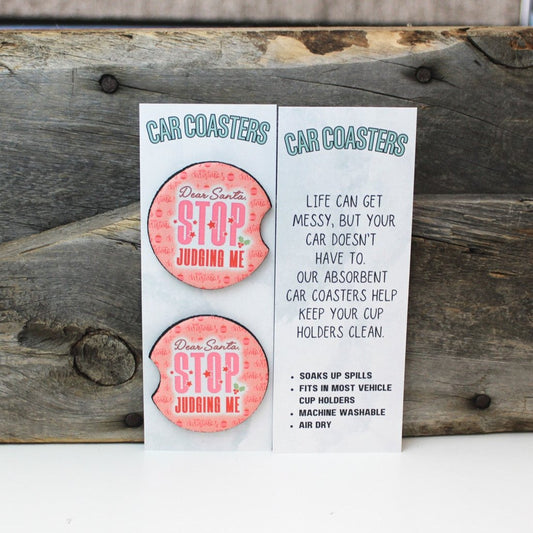 CAR COASTERS
Dear Santa,
STOP
JUDGING ME
Dear Santa,
STOP
JUDGING ME
CAR COASTERS
LIFE CAN GET
MESSY, BUT YOUR
CAR DOESN'T
HAVE TO.
OUR ABSORBENT
CAR COASTERS HELP
KEEP YOUR CUP
HOLDERS CLEAN.
• SOAKS UP SPILLS
• FITS IN MOST VEHICLE
CUP HOLDERS
• MACHINE WASHABLE
• AIR DRY